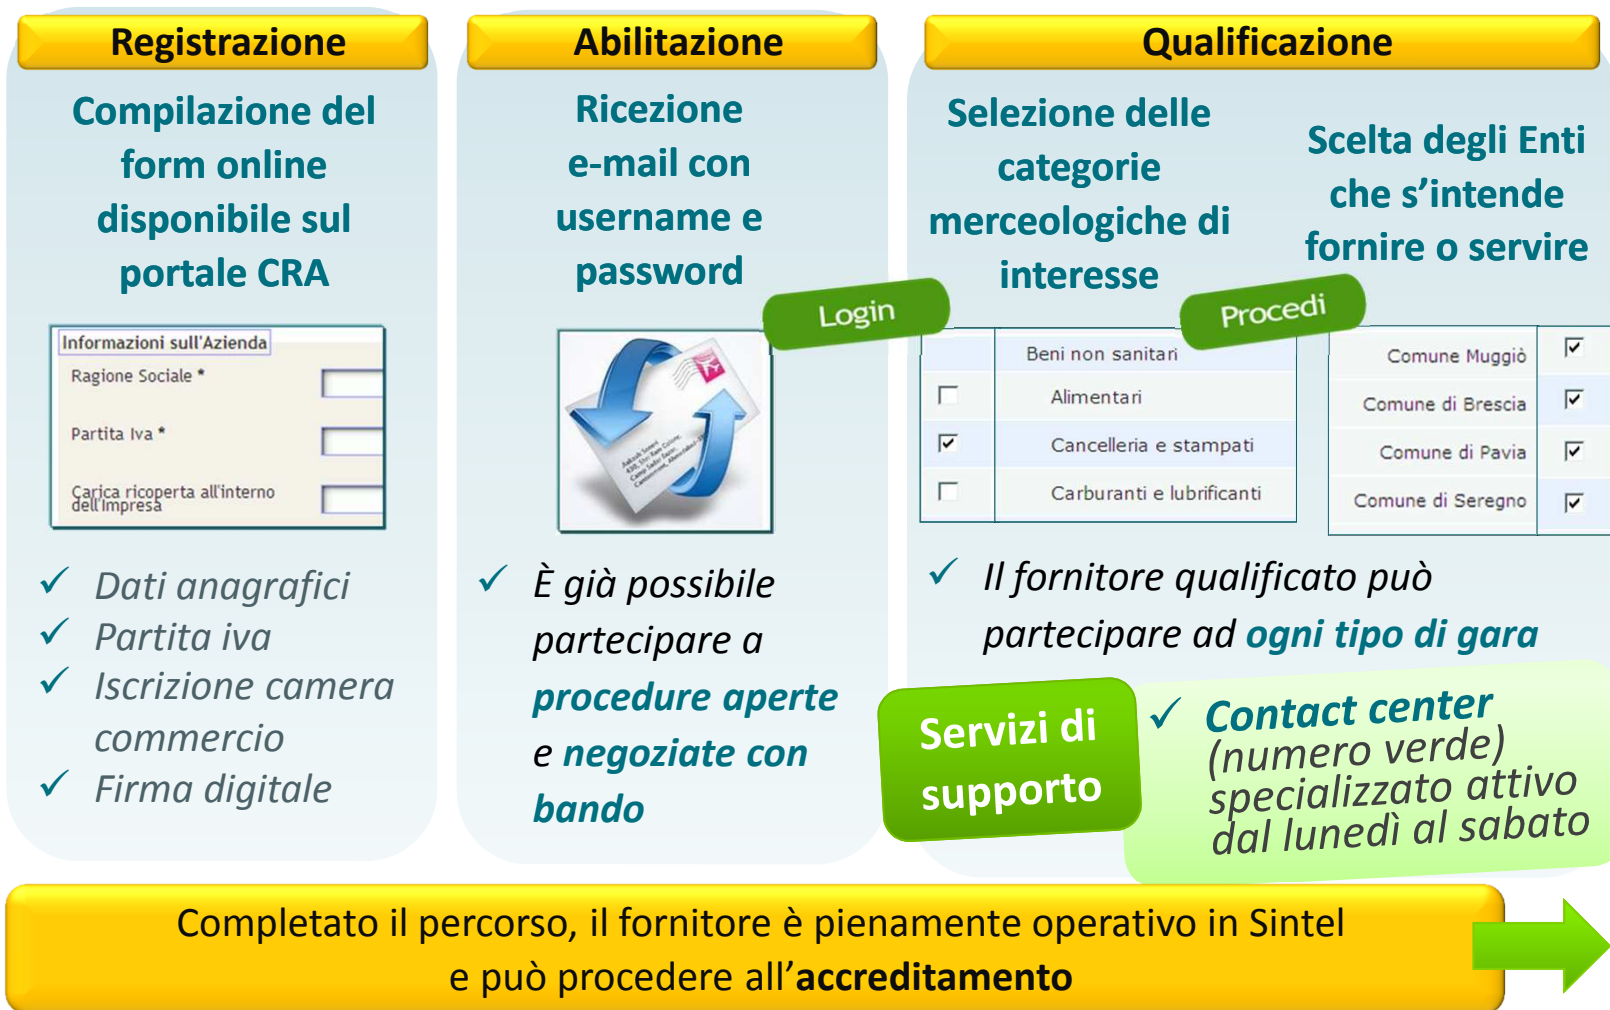 Registrazione
Compilazione del
form online
disponibile sul
portale CRA
Informazioni sull'Azienda
Ragione Sociale *
Partita Iva *
Carica ricoperta all'interno
dell'Impresa
✓ Dati anagrafici
✓ Partita iva
✓ Iscrizione camera
commercio
✓ Firma digitale
Abilitazione
Ricezione
e-mail con
username e
password
Login
✓ È già possibile
partecipare a
procedure aperte
e negoziate con
bando
Qualificazione
Selezione delle
categorie
merceologiche di
interesse
Procedi
Beni non sanitari
Alimentari
Cancelleria e stampati
Carburanti e lubrificanti
Scelta degli Enti
che s’intende
fornire o servire
Comune Muggiò
Comune di Brescia
Comune di Pavia
Comune di Seregno
✓ Il fornitore qualificato può
partecipare ad ogni tipo di gara
Servizi di
supporto
✓ Contact center
(numero verde)
specializzato attivo
dal lunedì al sabato
Completato il percorso, il fornitore è pienamente operativo in Sintel
e può procedere all’accreditamento